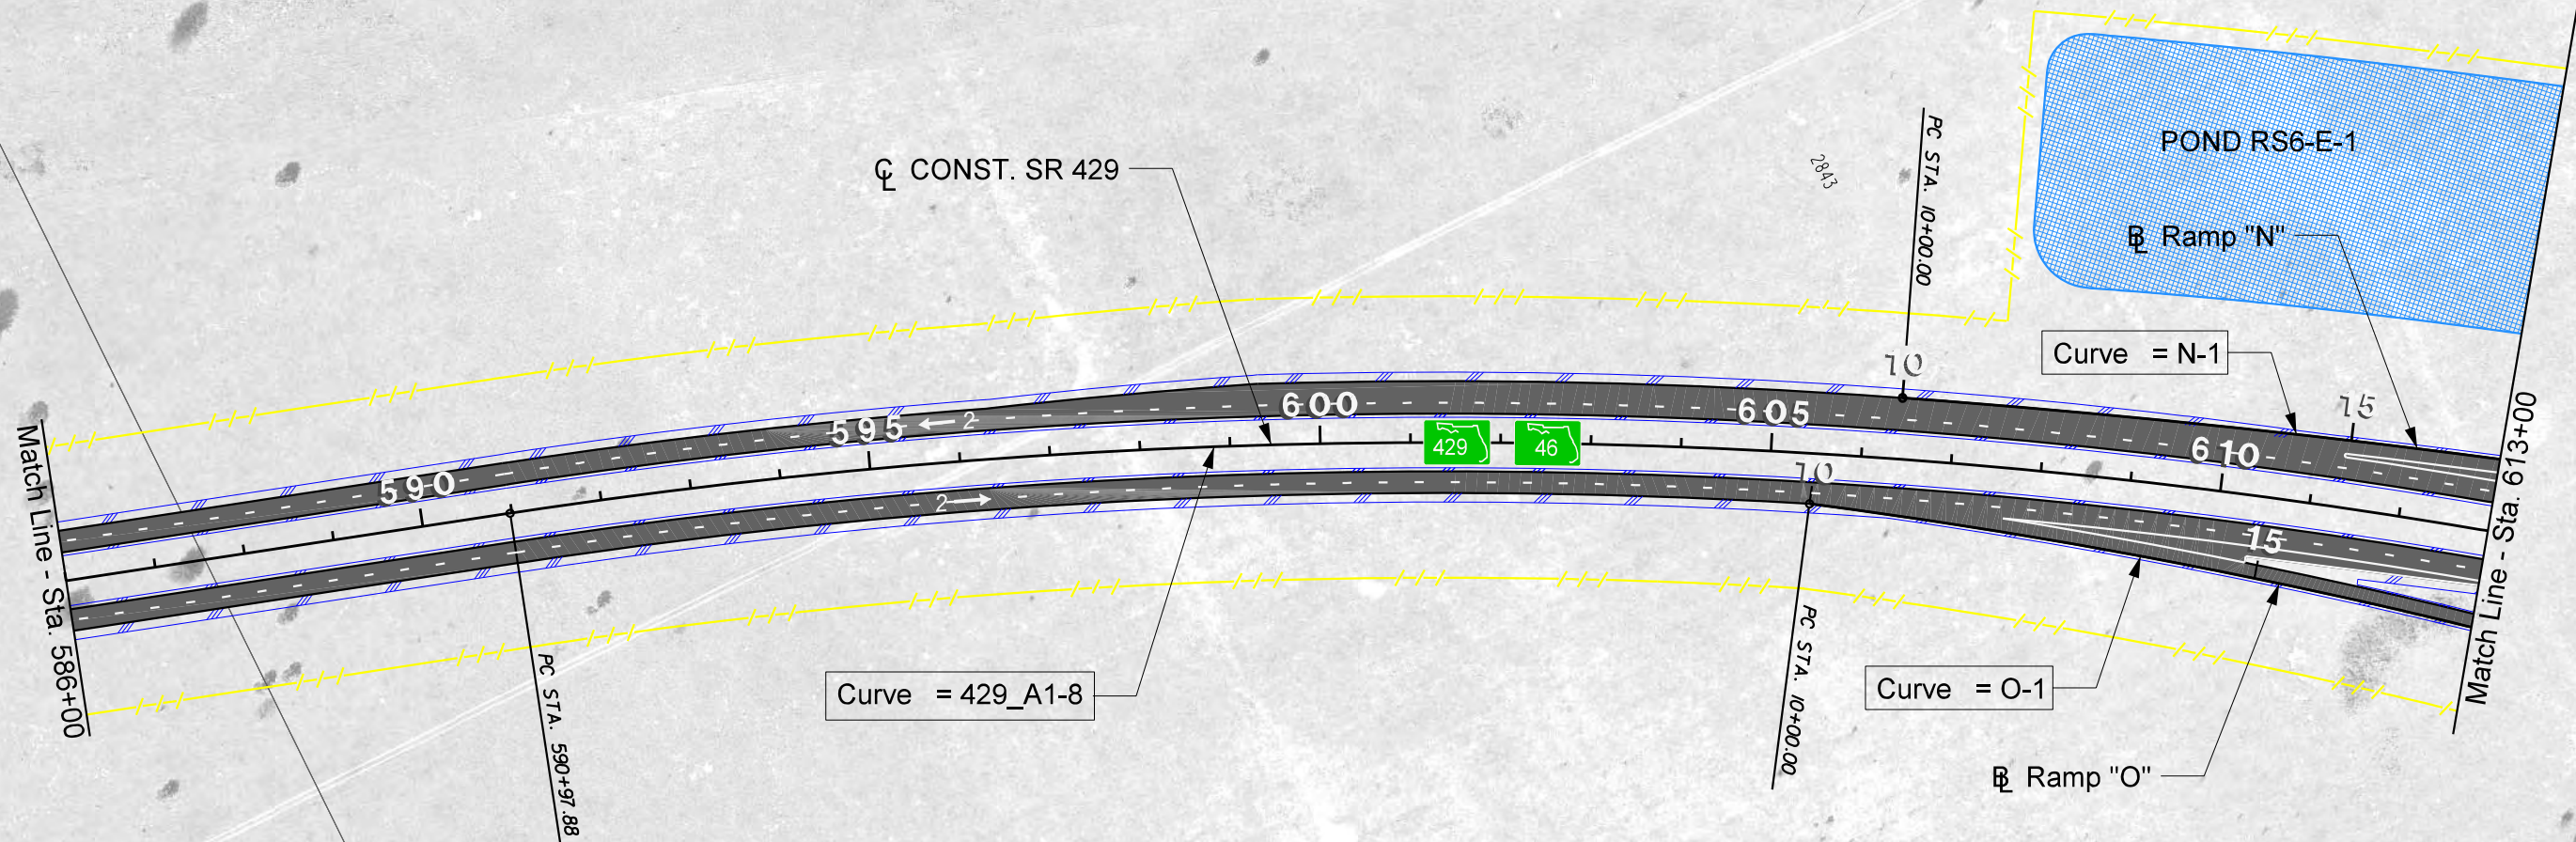 POND RS6-E-1
℄ CONST. SR 429
PC STA. 10+00.00
2843
BL Ramp "N"
Curve = N-1
10
15
600
605
595
2
610
429
46
590
10
2
15
Match Line - Sta. 586+00
Match Line - Sta. 613+00
PC STA. 590+97.88
Curve = 429_A1-8
PC STA. 10+00.00
Curve = O-1
BL Ramp "O"